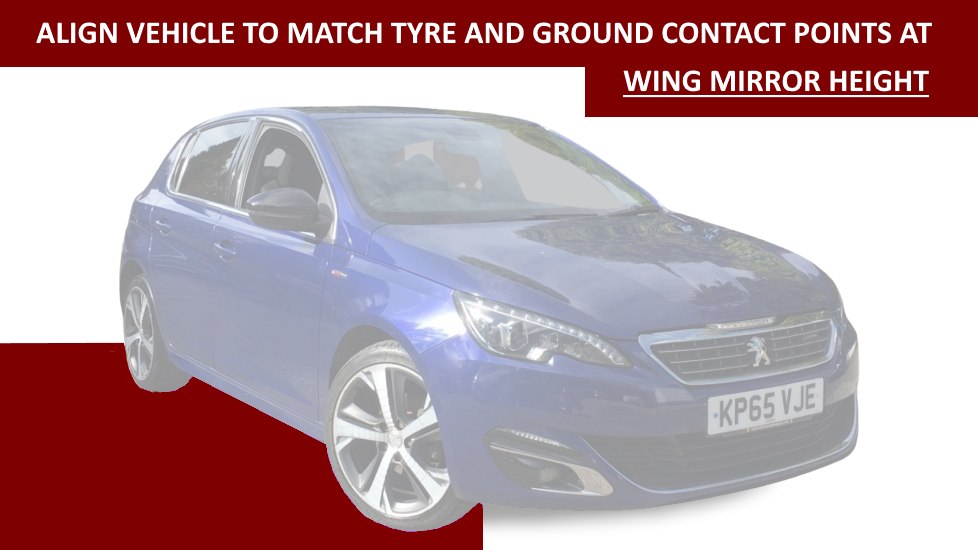 ALIGN VEHICLE TO MATCH TYRE AND GROUND CONTACT POINTS AT
WING MIRROR HEIGHT
KP65 VJE